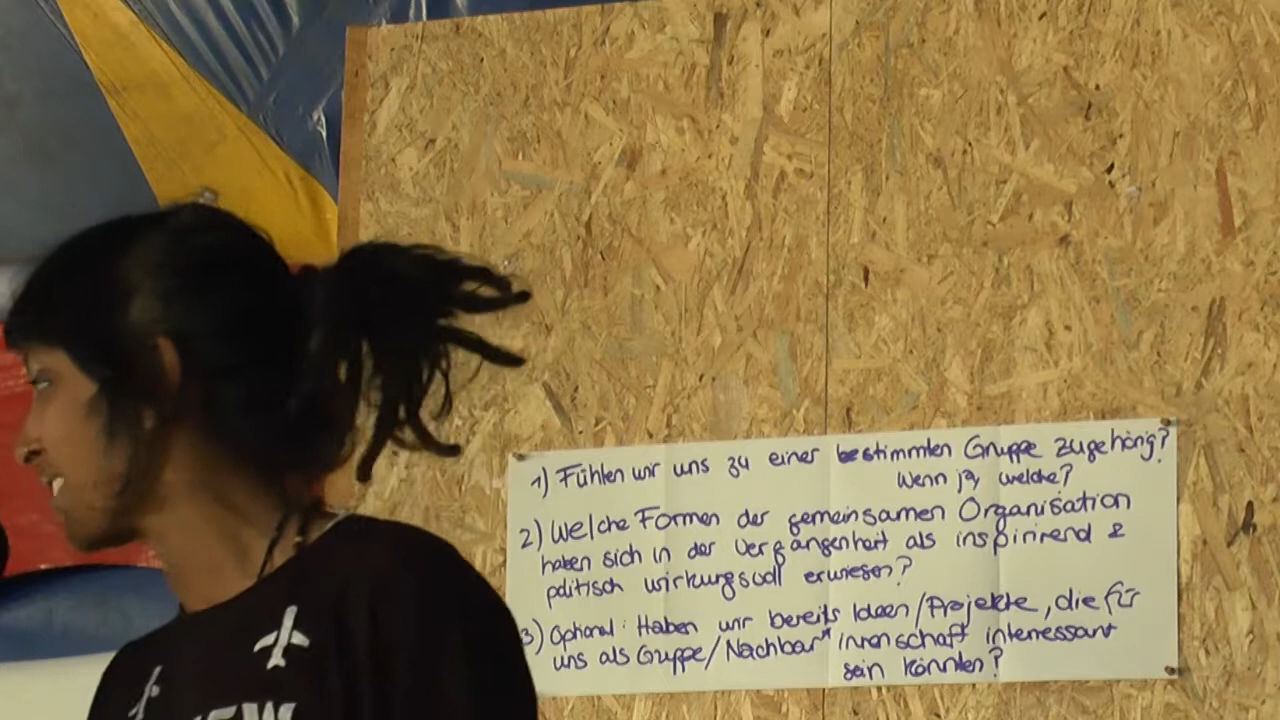 1) Fühlen wir uns zu einer bestimmten Gruppe zugehörig?
Wenn ja, welche?
2) Welche Formen der gemeinsamen Organisation
haben sich in der Vergangenheit als inspirirend &
politisch wirkungsvoll erwiesen?
3) Optional: Haben wir bereits Ideen/Projekte, die für
uns als Gruppe/Nachbar*innenschaft interessant
sein könnten?